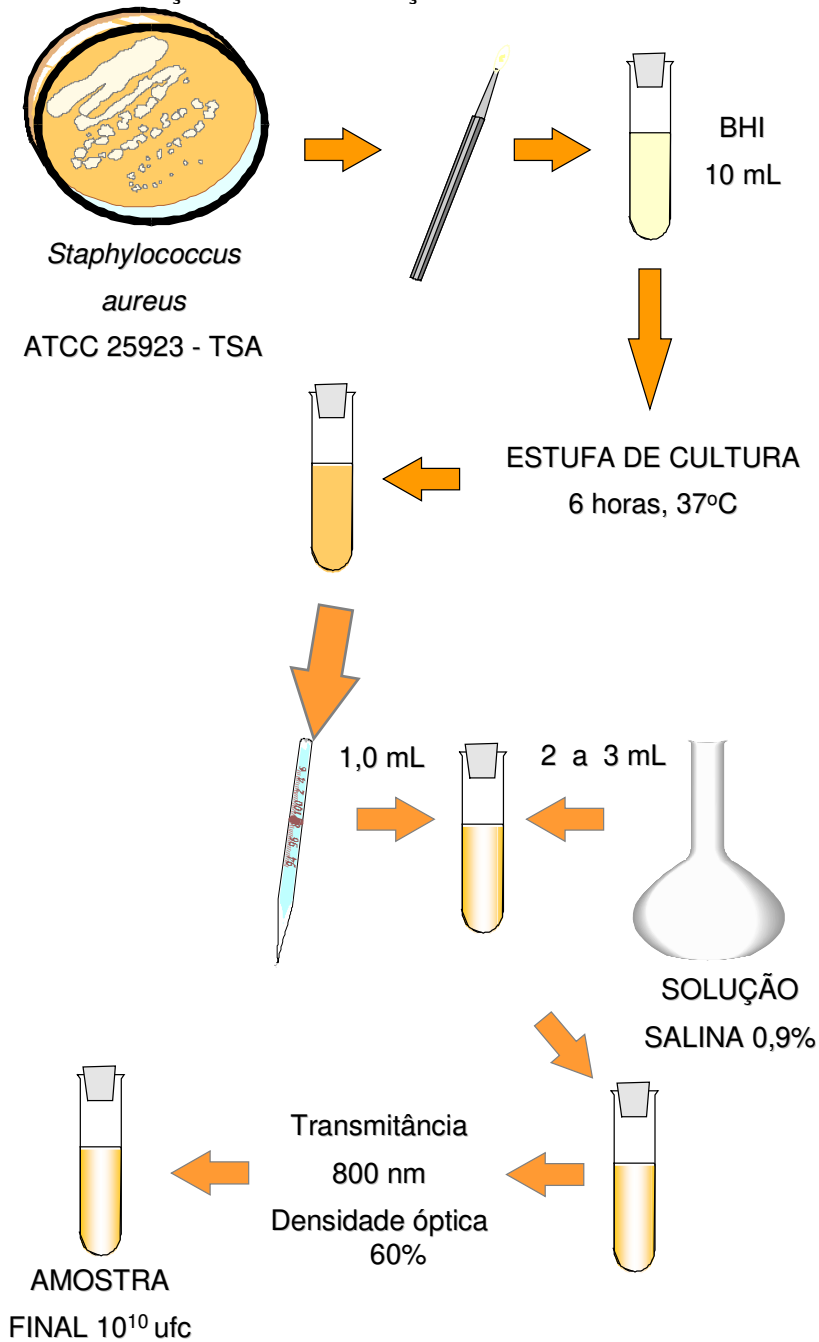 BHI
10 mL
Staphylococcus
aureus
ATCC 25923 - TSA
ESTUFA DE CULTURA
6 horas, 37ºC
1,0 mL
2 a 3 mL
SOLUÇÃO
SALINA 0,9%
Transmitância
800 nm
Densidade óptica
60%
AMOSTRA
FINAL 10¹⁰ ufc